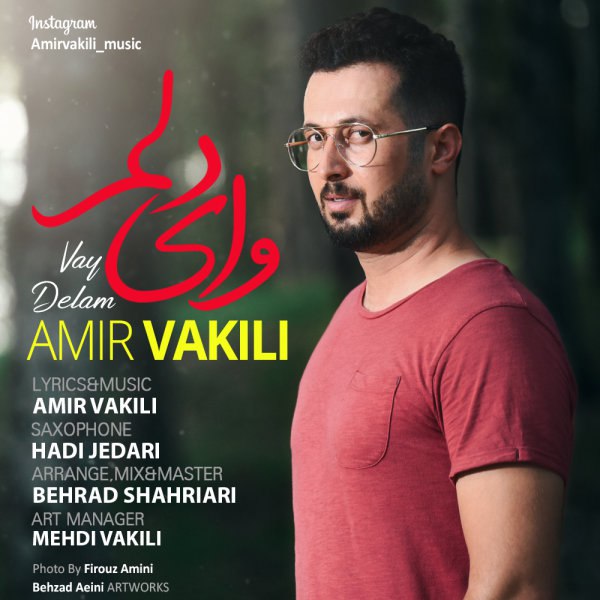 Instagram
Amirvakili_music
وای دلم
Vay
Delam
AMIR VAKILI
LYRICS&MUSIC
AMIR VAKILI
SAXOPHONE
HADI JEDARI
ARRANGE,MIX&MASTER
BEHRAD SHAHRIARI
ART MANAGER
MEHDI VAKILI
Photo By Firouz Amini
Behzad Aeini ARTWORKS